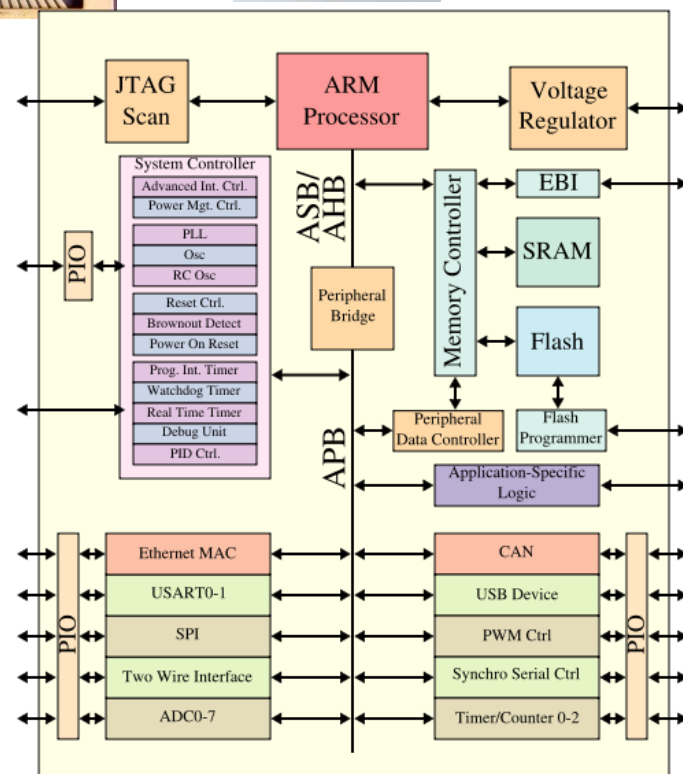 JTAG
Scan
ARM
Processor
Voltage
Regulator
System Controller
Advanced Int. Ctrl.
Power Mgt. Ctrl.
PLL
Osc
RC Osc
Reset Ctrl.
Brownout Detect
Power On Reset
Prog. Int. Timer
Watchdog Timer
Real Time Timer
Debug Unit
PID Ctrl.
PIO
ASB/
AHB
Peripheral
Bridge
APB
Memory Controller
EBI
SRAM
Flash
Peripheral
Data Controller
Flash
Programmer
Application-Specific
Logic
PIO
Ethernet MAC
USART0-1
SPI
Two Wire Interface
ADC0-7
CAN
USB Device
PWM Ctrl
Synchro Serial Ctrl
Timer/Counter 0-2
PIO